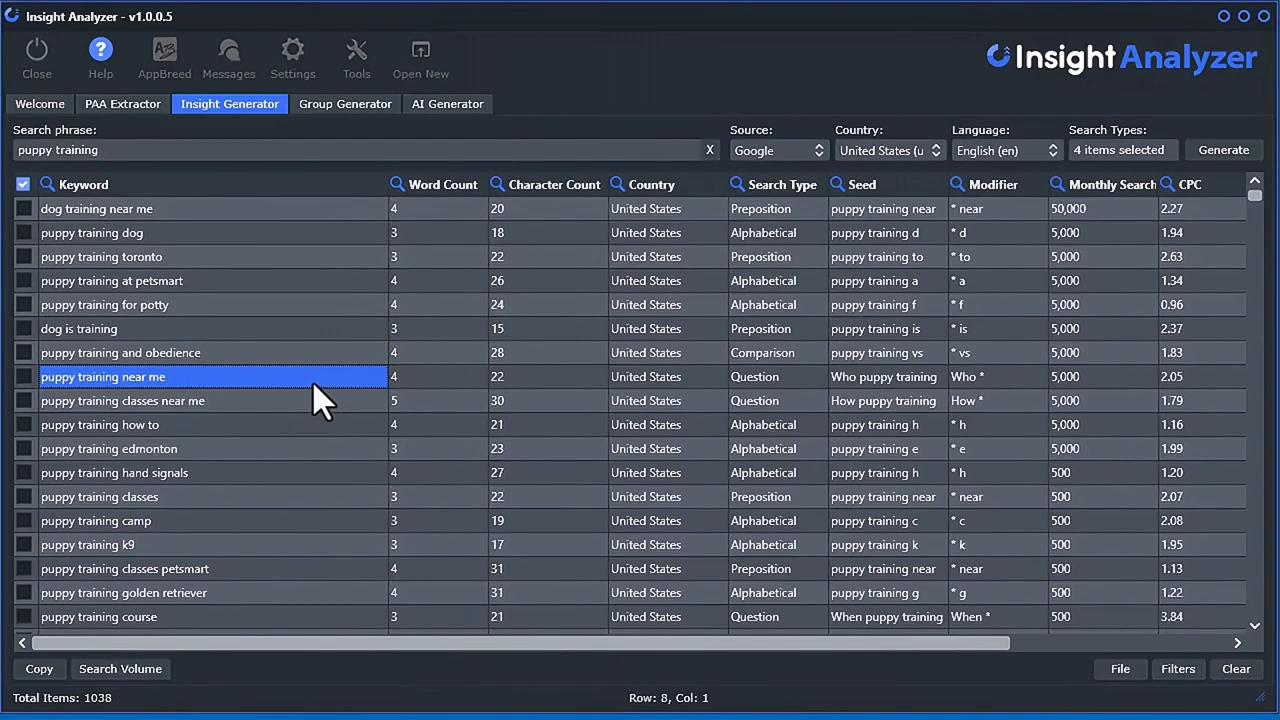 Insight Analyzer - v1.0.0.5
Close Help AppBreed Messages Settings Tools Open New
InsightAnalyzer
Welcome PAA Extractor Insight Generator Group Generator AI Generator
Search phrase: Source: Country: Language: Search Types:
puppy training X Google United States (u English (en) 4 items selected Generate
Keyword Word Count Character Count Country Search Type Seed Modifier Monthly Search CPC
dog training near me 4 20 United States Preposition puppy training near * near 50,000 2.27
puppy training dog 3 18 United States Alphabetical puppy training d * d 5,000 1.94
puppy training toronto 3 22 United States Preposition puppy training to * to 5,000 2.63
puppy training at petsmart 4 26 United States Alphabetical puppy training a * a 5,000 1.34
puppy training for potty 4 24 United States Alphabetical puppy training f * f 5,000 0.96
dog is training 3 15 United States Preposition puppy training is * is 5,000 2.37
puppy training and obedience 4 28 United States Comparison puppy training vs * vs 5,000 1.83
puppy training near me 4 22 United States Question Who puppy training Who * 5,000 2.05
puppy training classes near me 5 30 United States Question How puppy training How * 5,000 1.79
puppy training how to 4 21 United States Alphabetical puppy training h * h 5,000 1.16
puppy training edmonton 3 23 United States Alphabetical puppy training e * e 5,000 1.99
puppy training hand signals 4 27 United States Alphabetical puppy training h * h 500 1.20
puppy training classes 3 22 United States Preposition puppy training near * near 500 2.07
puppy training camp 3 19 United States Alphabetical puppy training c * c 500 2.08
puppy training k9 3 17 United States Alphabetical puppy training k * k 500 1.95
puppy training classes petsmart 4 31 United States Preposition puppy training near * near 500 1.13
puppy training golden retriever 4 31 United States Alphabetical puppy training g * g 500 1.22
puppy training course 3 21 United States Question When puppy training When * 500 3.84
Copy Search Volume File Filters Clear
Total Items: 1038 Row: 8, Col: 1